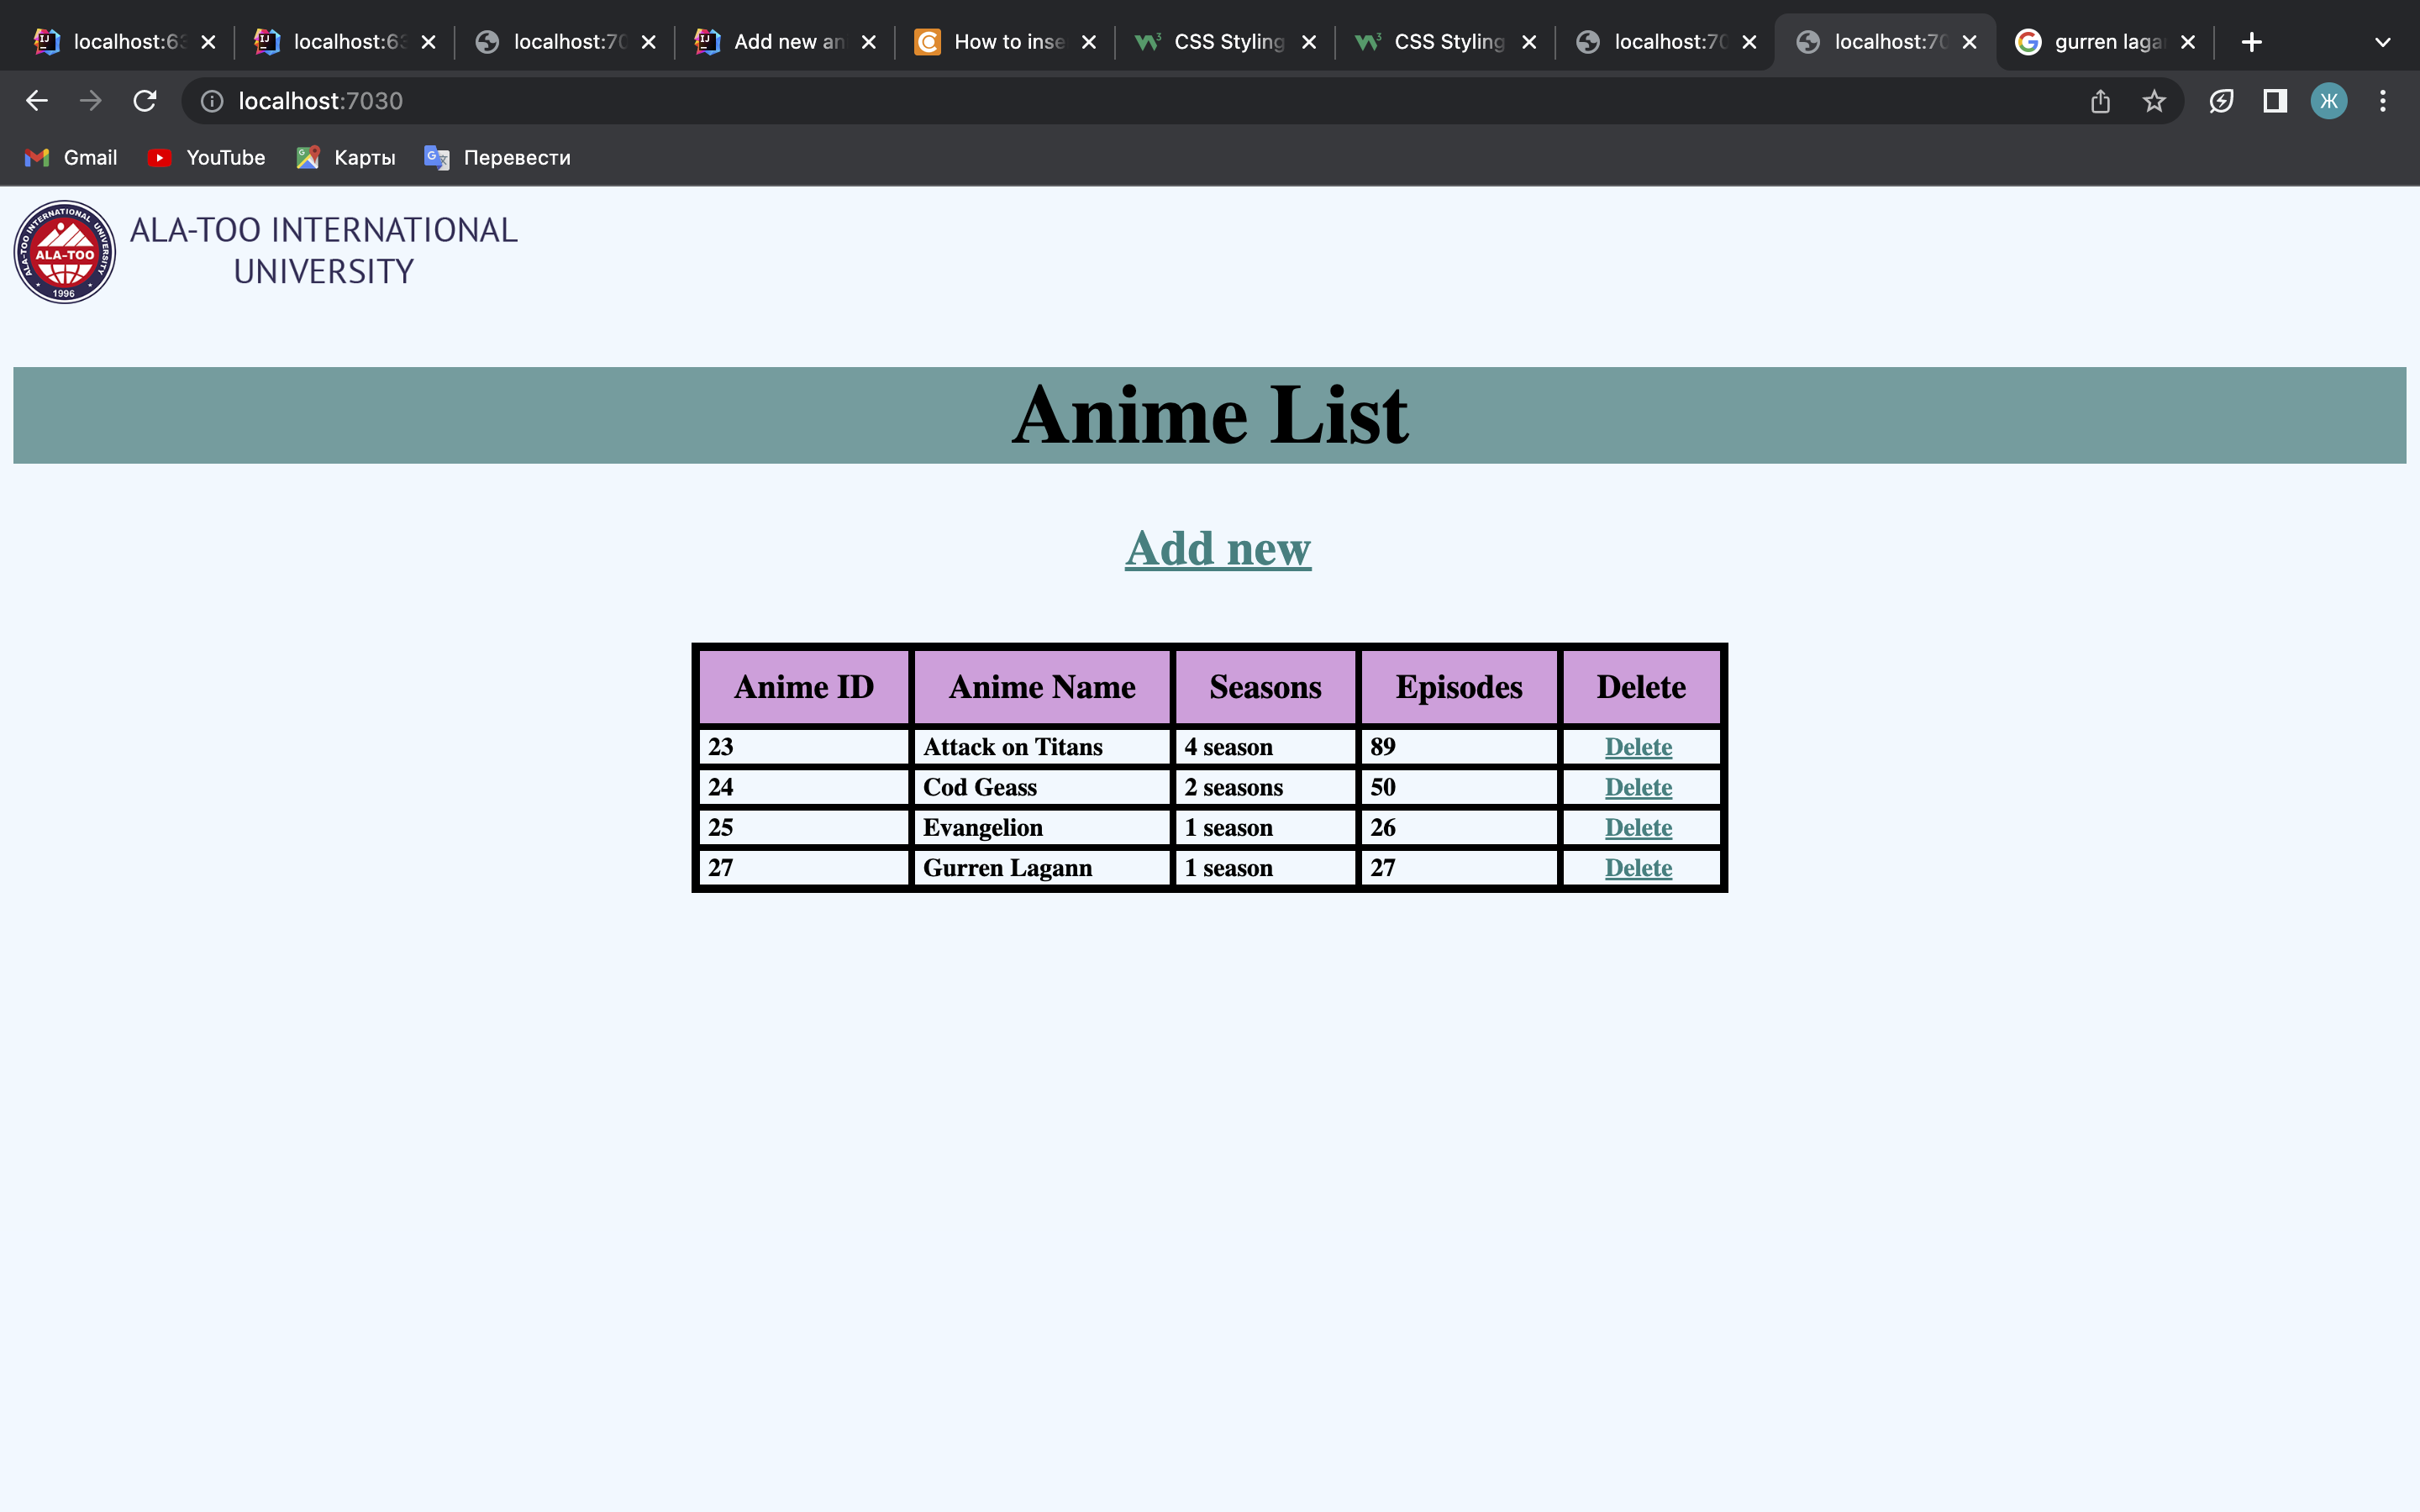 localhost:63 localhost:63 localhost:70 Add new an How to inse CSS Styling CSS Styling localhost:70 localhost:70 gurren laga
localhost:7030 Ж
Gmail YouTube Карты Перевести
ALA-TOO INTERNATIONAL UNIVERSITY
ALA-TOO
1996
ALA-TOO INTERNATIONAL
UNIVERSITY
Anime List
Add new
Anime ID Anime Name Seasons Episodes Delete
23 Attack on Titans 4 season 89 Delete
24 Cod Geass 2 seasons 50 Delete
25 Evangelion 1 season 26 Delete
27 Gurren Lagann 1 season 27 Delete